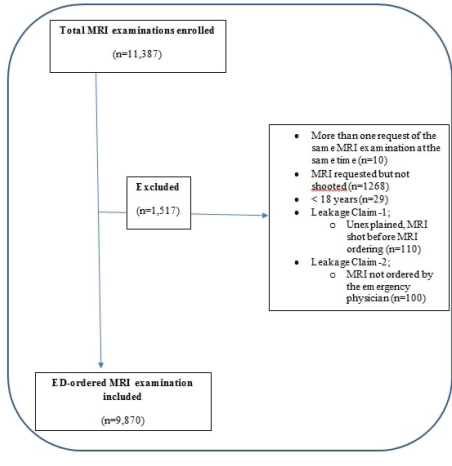 Total MRI examinations enrolled
(n=11,387)
Excluded
(n=1,517)
• More than one request of the
same MRI examination at the
same time (n=10)
• MRI requested but not
shooted (n=1268)
• < 18 years (n=29)
• Leakage Claim-1;
o Unexplained, MRI
shot before MRI
ordering (n=110)
• Leakage Claim-2;
o MRI not ordered by
the emergency
physician (n=100)
ED-ordered MRI examination
included
(n=9,870)